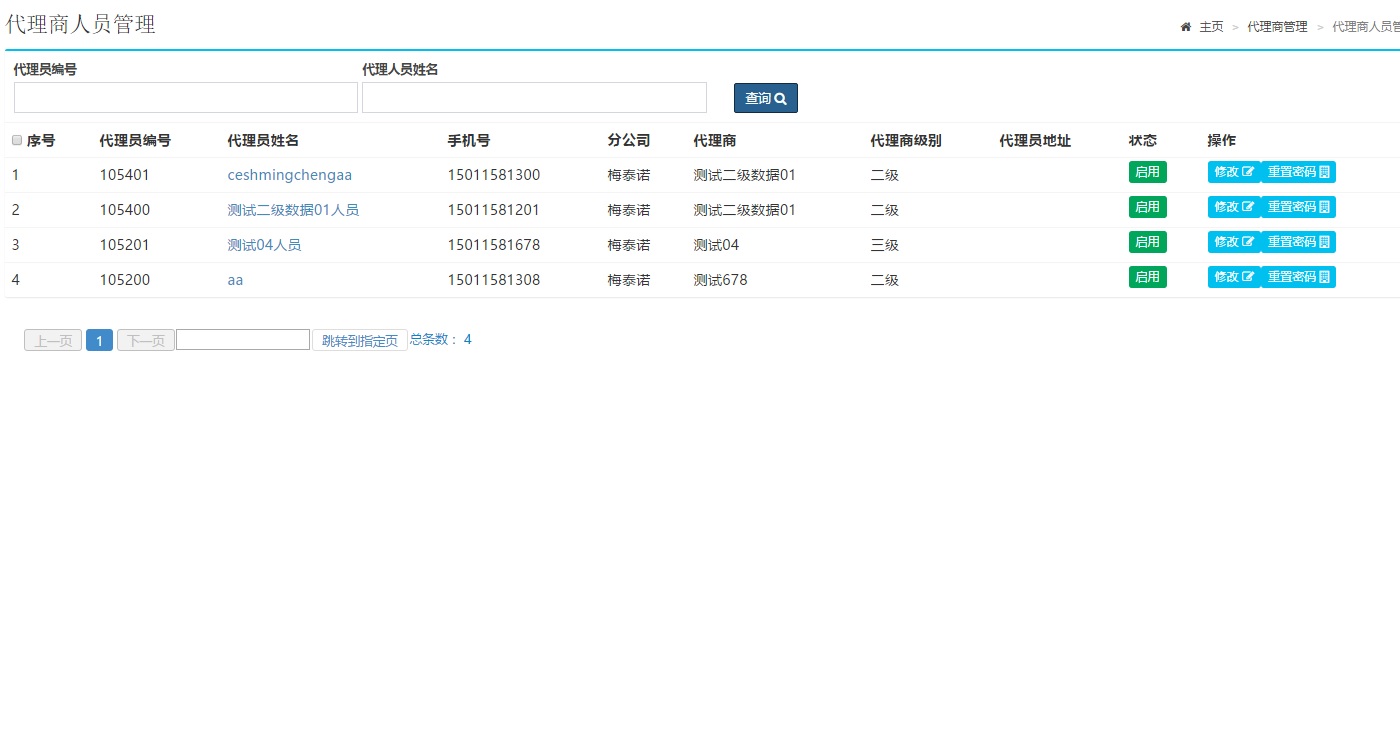 代理商人员管理
主页 > 代理商管理 > 代理商人员管
代理员编号 代理人员姓名
查询
序号 代理员编号 代理员姓名 手机号 分公司 代理商 代理商级别 代理员地址 状态 操作
1 105401 ceshmingchengaa 15011581300 梅泰诺 测试二级数据01 二级 启用 修改 重置密码
2 105400 测试二级数据01人员 15011581201 梅泰诺 测试二级数据01 二级 启用 修改 重置密码
3 105201 测试04人员 15011581678 梅泰诺 测试04 三级 启用 修改 重置密码
4 105200 aa 15011581308 梅泰诺 测试678 二级 启用 修改 重置密码
上一页 1 下一页 跳转到指定页 总条数： 4